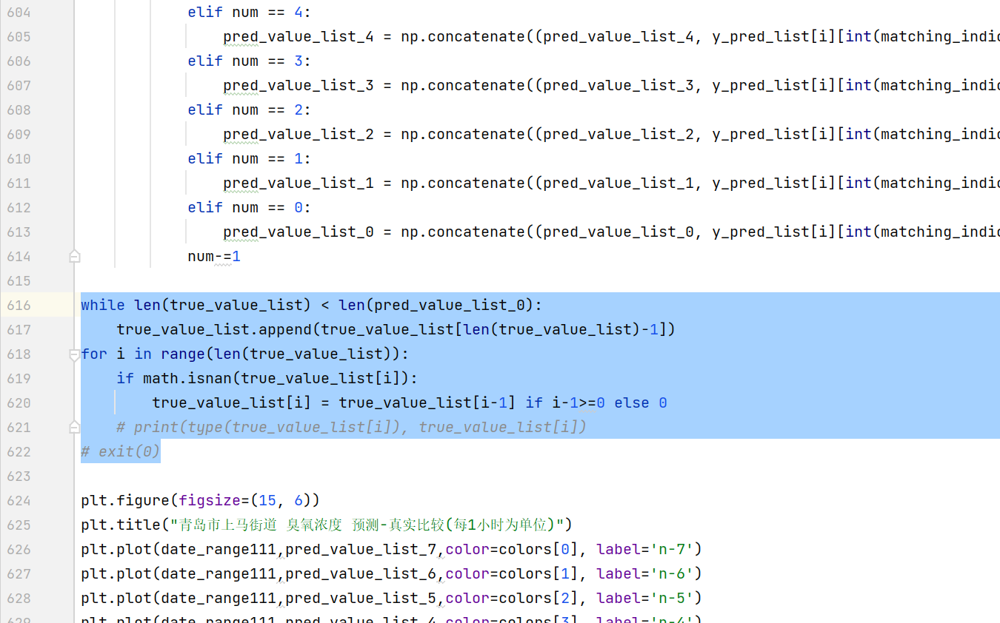 604 elif num == 4:
605 pred_value_list_4 = np.concatenate((pred_value_list_4, y_pred_list[i][int(matching_indic
606 elif num == 3:
607 pred_value_list_3 = np.concatenate((pred_value_list_3, y_pred_list[i][int(matching_indic
608 elif num == 2:
609 pred_value_list_2 = np.concatenate((pred_value_list_2, y_pred_list[i][int(matching_indic
610 elif num == 1:
611 pred_value_list_1 = np.concatenate((pred_value_list_1, y_pred_list[i][int(matching_indic
612 elif num == 0:
613 pred_value_list_0 = np.concatenate((pred_value_list_0, y_pred_list[i][int(matching_indic
614 num-=1
615
616 while len(true_value_list) < len(pred_value_list_0):
617 true_value_list.append(true_value_list[len(true_value_list)-1])
618 for i in range(len(true_value_list)):
619 if math.isnan(true_value_list[i]):
620 true_value_list[i] = true_value_list[i-1] if i-1>=0 else 0
621 # print(type(true_value_list[i]), true_value_list[i])
622 # exit(0)
623
624 plt.figure(figsize=(15, 6))
625 plt.title("青岛市上马街道 臭氧浓度 预测-真实比较(每1小时为单位)")
626 plt.plot(date_range111,pred_value_list_7,color=colors[0], label='n-7')
627 plt.plot(date_range111,pred_value_list_6,color=colors[1], label='n-6')
628 plt.plot(date_range111,pred_value_list_5,color=colors[2], label='n-5')
629 plt.plot(date_range111,pred_value_list_4,color=colors[3], label='n-4')